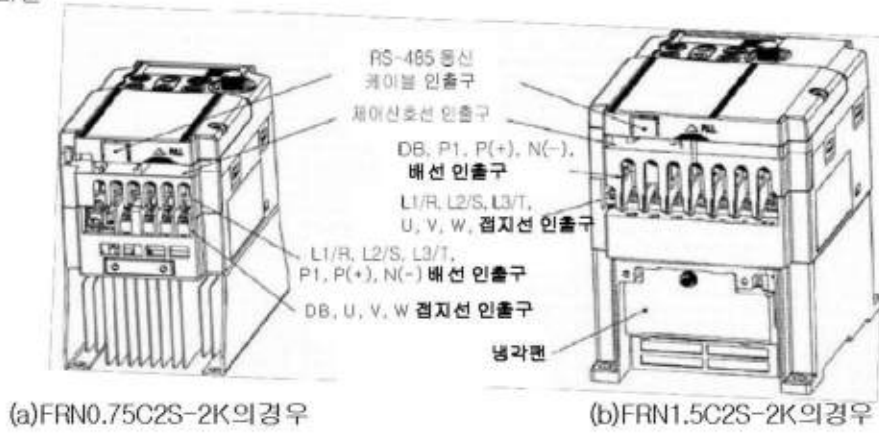 RS-485 통신
케이블 인출구
제어신호선 인출구
DB, P1, P(+), N(-),
배선 인출구
L1/R, L2/S, L3/T,
U, V, W, 접지선 인출구
L1/R, L2/S, L3/T,
P1, P(+), N(-) 배선 인출구
DB, U, V, W 접지선 인출구
냉각팬
(a)FRN0.75C2S-2K의경우
(b)FRN1.5C2S-2K의경우